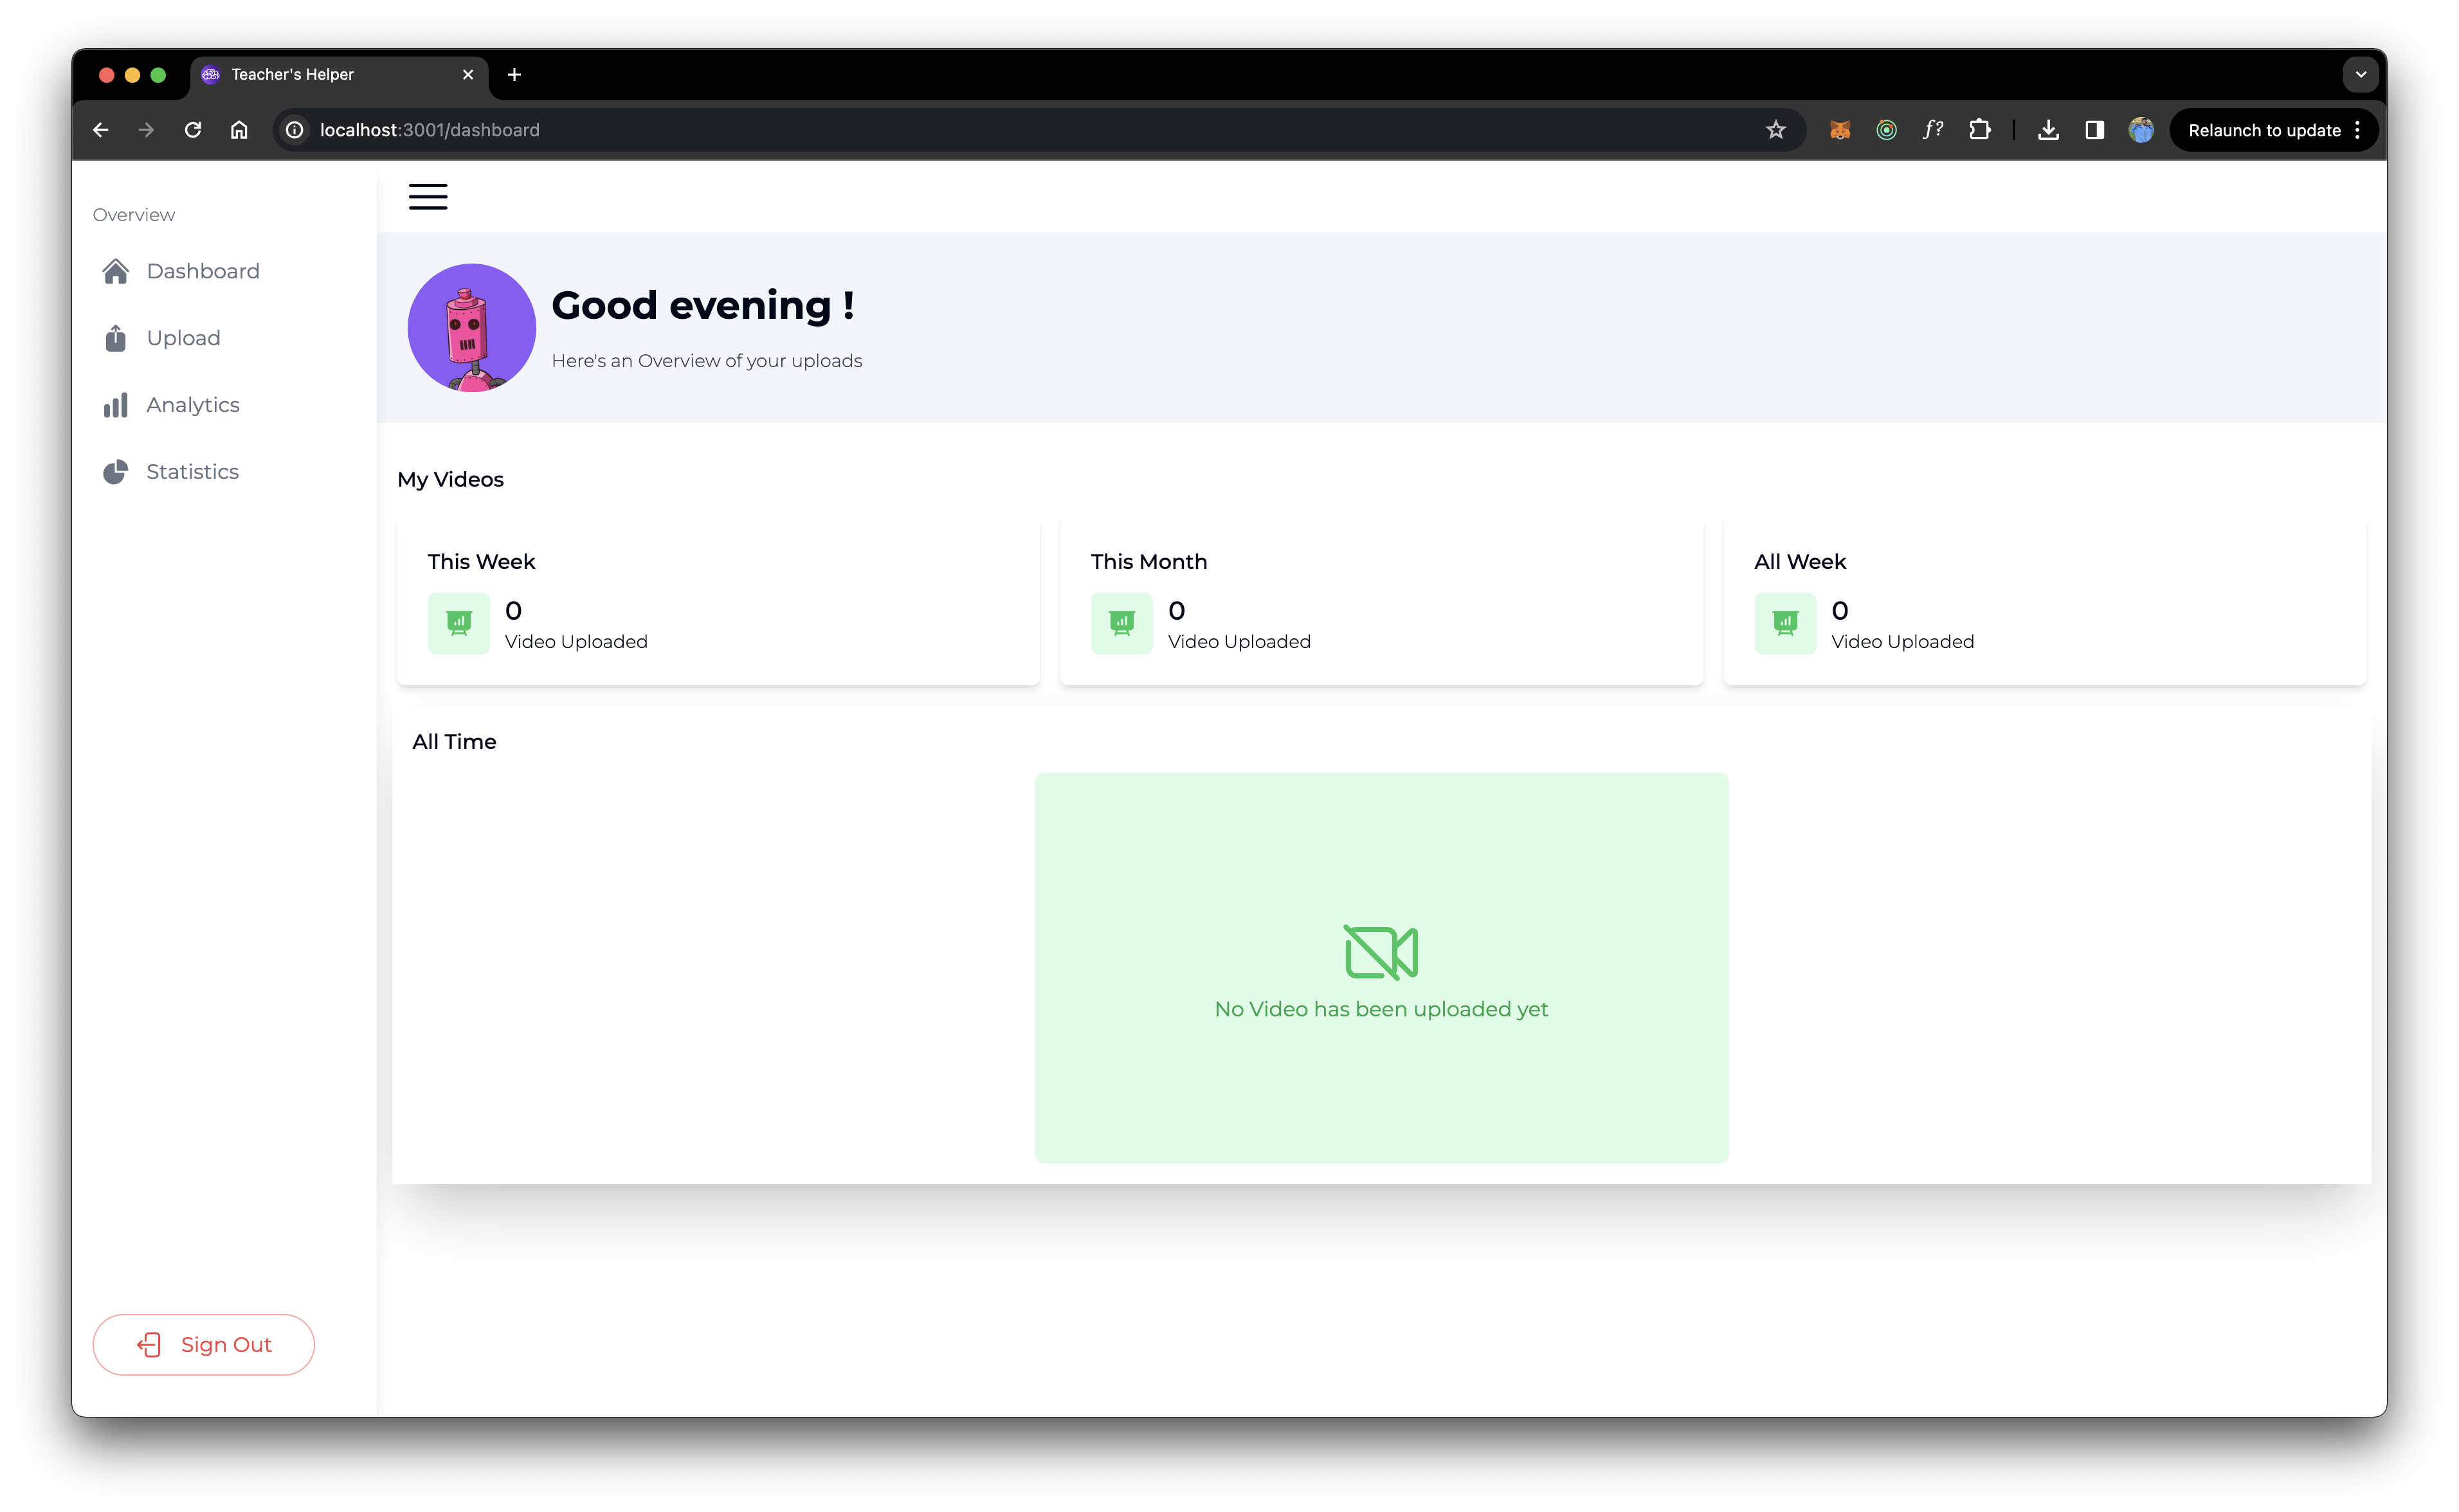 Teacher's Helper
localhost:3001/dashboard
f?
Relaunch to update
Overview
Dashboard
Upload
Analytics
Statistics
Good evening !
Here's an Overview of your uploads
My Videos
This Week
0
Video Uploaded
This Month
0
Video Uploaded
All Week
0
Video Uploaded
All Time
No Video has been uploaded yet
Sign Out